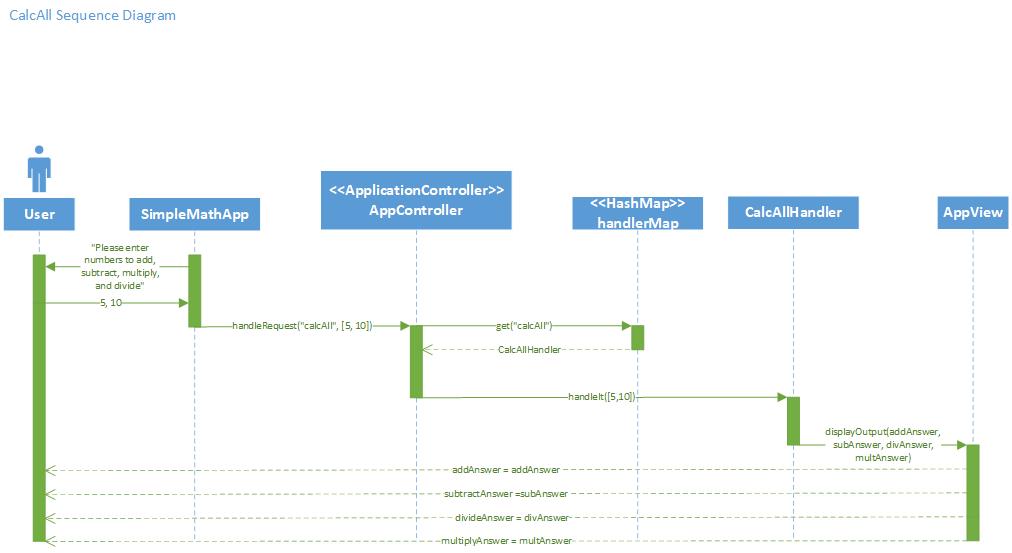 CalcAll Sequence Diagram
<<ApplicationController>>
AppController
User
SimpleMathApp
<<HashMap>>
handlerMap
CalcAllHandler
AppView
"Please enter
numbers to add,
subtract, multiply,
and divide"
5, 10
handleRequest("calcAll", [5, 10])
get("calcAll")
CalcAllHandler
handleIt([5,10])
displayOutput(addAnswer,
subAnswer, divAnswer,
multAnswer)
addAnswer = addAnswer
subtractAnswer =subAnswer
divideAnswer = divAnswer
multiplyAnswer = multAnswer